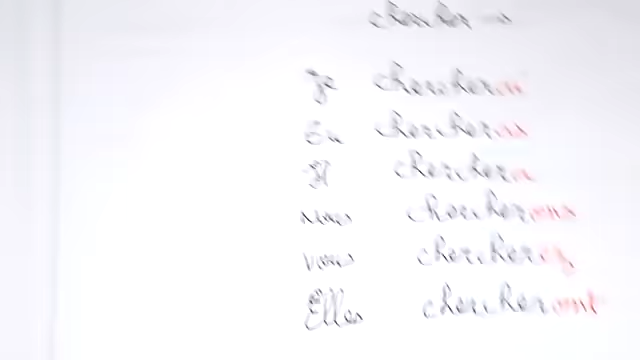 chercher →
Je chercherai
Tu chercheras
Il cherchera
nous chercherons
vous chercherez
Elles chercheront